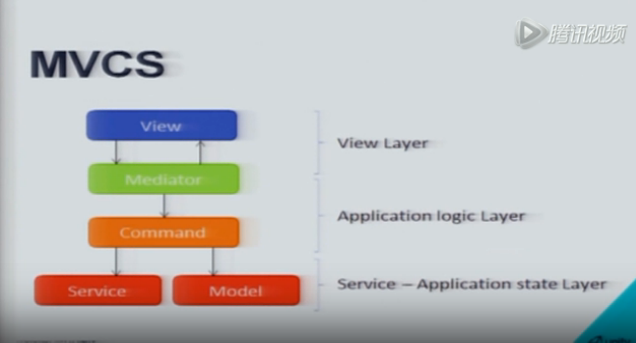 腾讯视频
MVCS
View
View Layer
Mediator
Application logic Layer
Command
Service – Application state Layer
Service
Model